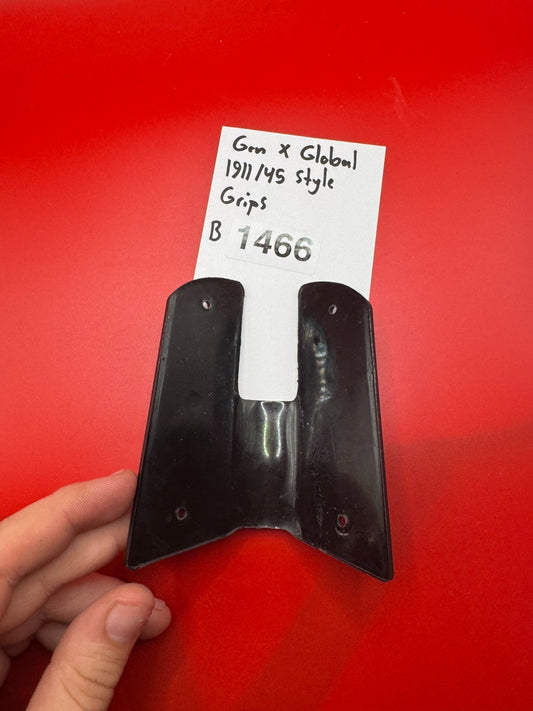 Gen X Global
1911/45 style
Grips
B 1466